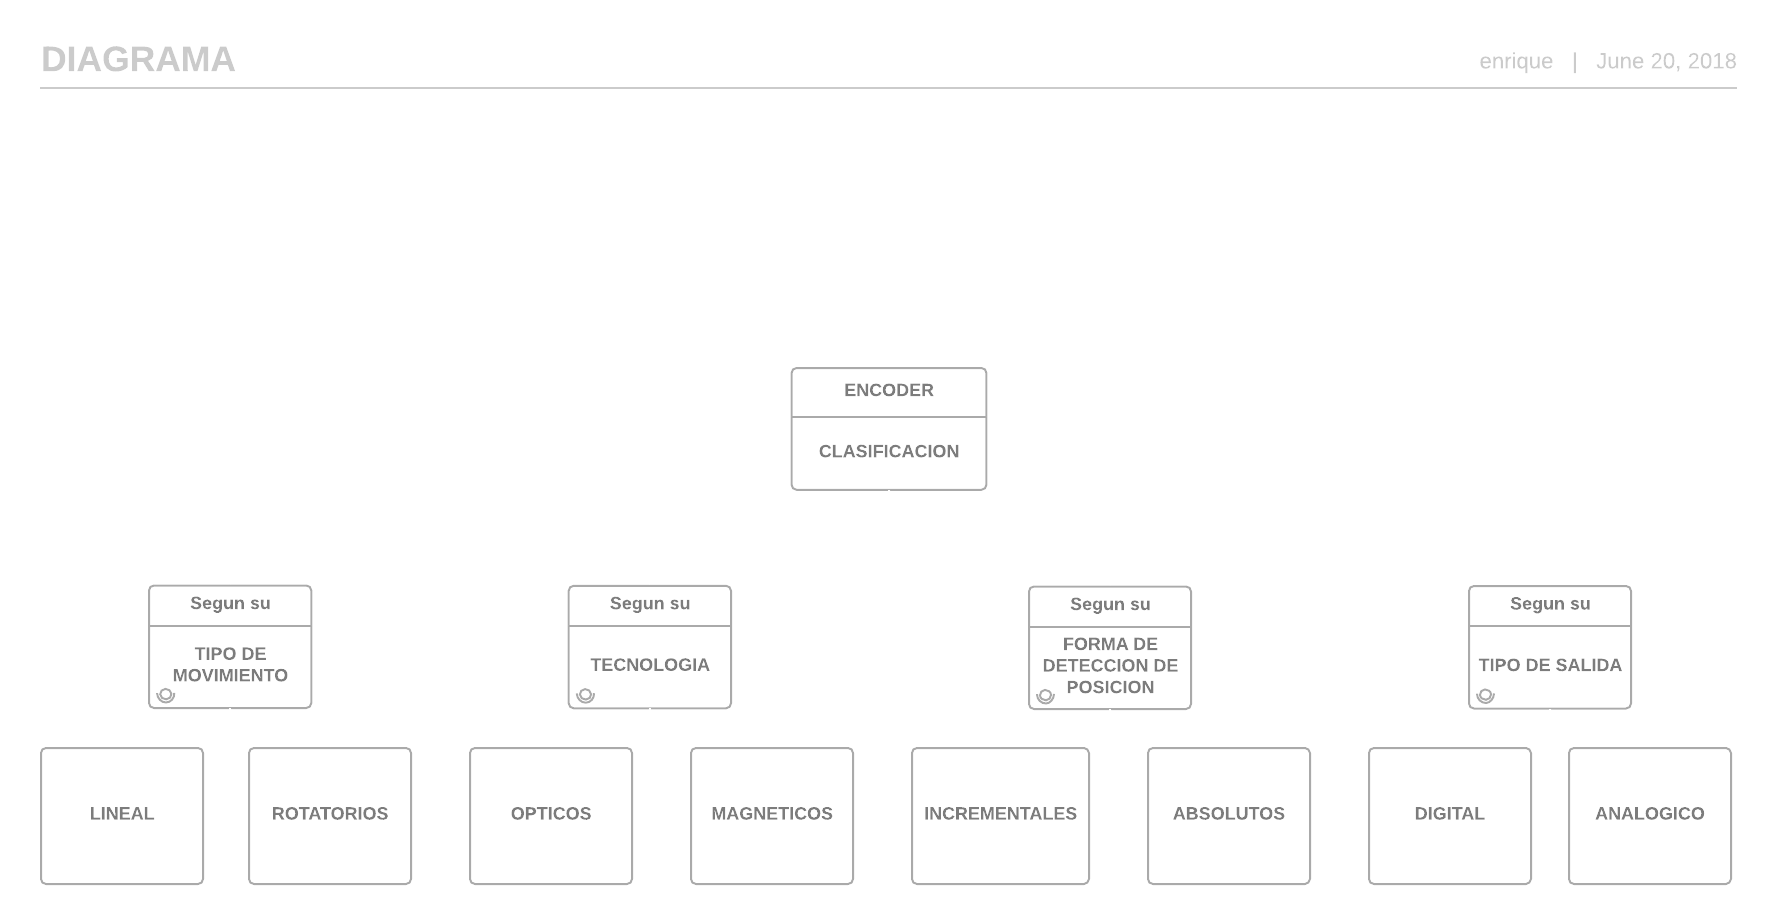 DIAGRAMA
enrique | June 20, 2018
ENCODER
CLASIFICACION
Segun su
TIPO DE
MOVIMIENTO
Segun su
TECNOLOGIA
Segun su
FORMA DE
DETECCION DE
POSICION
Segun su
TIPO DE SALIDA
LINEAL
ROTATORIOS
OPTICOS
MAGNETICOS
INCREMENTALES
ABSOLUTOS
DIGITAL
ANALOGICO